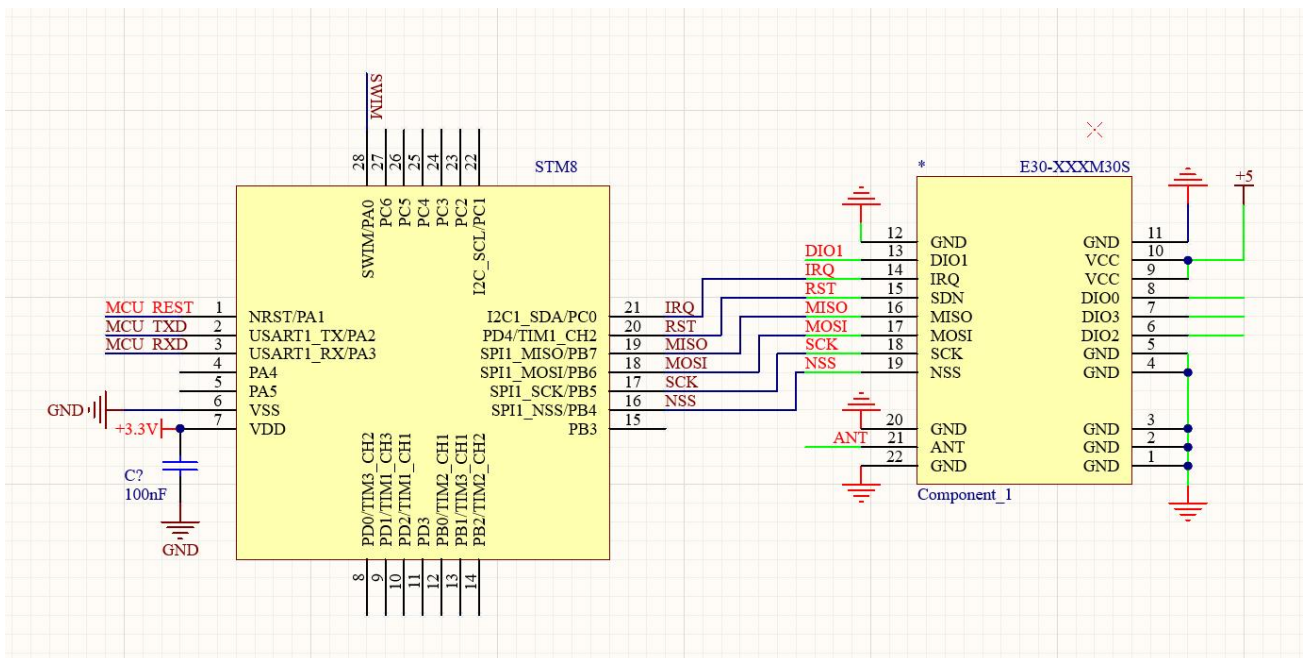 SWIM
28
27
26
25
24
23
22
STM8
SWIM/PA0
PC6
PC5
PC4
PC3
PC2
I2C_SCL/PC1
MCU_REST 1 NRST/PA1
MCU_TXD 2 USART1_TX/PA2
MCU_RXD 3 USART1_RX/PA3
4 PA4
5 PA5
GND 6 VSS
+3.3V 7 VDD
C?
100nF
GND
I2C1_SDA/PC0 21 IRQ
PD4/TIM1_CH2 20 RST
SPI1_MISO/PB7 19 MISO
SPI1_MOSI/PB6 18 MOSI
SPI1_SCK/PB5 17 SCK
SPI1_NSS/PB4 16 NSS
PB3 15
PD0/TIM3_CH2
PD1/TIM1_CH3
PD2/TIM1_CH1
PD3
PB0/TIM2_CH1
PB1/TIM3_CH1
PB2/TIM2_CH2
8
9
10
11
12
13
14
*
E30-XXXM30S
+5
12 GND
DIO1 13 DIO1
IRQ 14 IRQ
RST 15 SDN
MISO 16 MISO
MOSI 17 MOSI
SCK 18 SCK
NSS 19 NSS
20 GND
ANT 21 ANT
22 GND
GND 11
VCC 10
VCC 9
DIO0 8
DIO3 7
DIO2 6
GND 5
GND 4
GND 3
GND 2
GND 1
Component_1